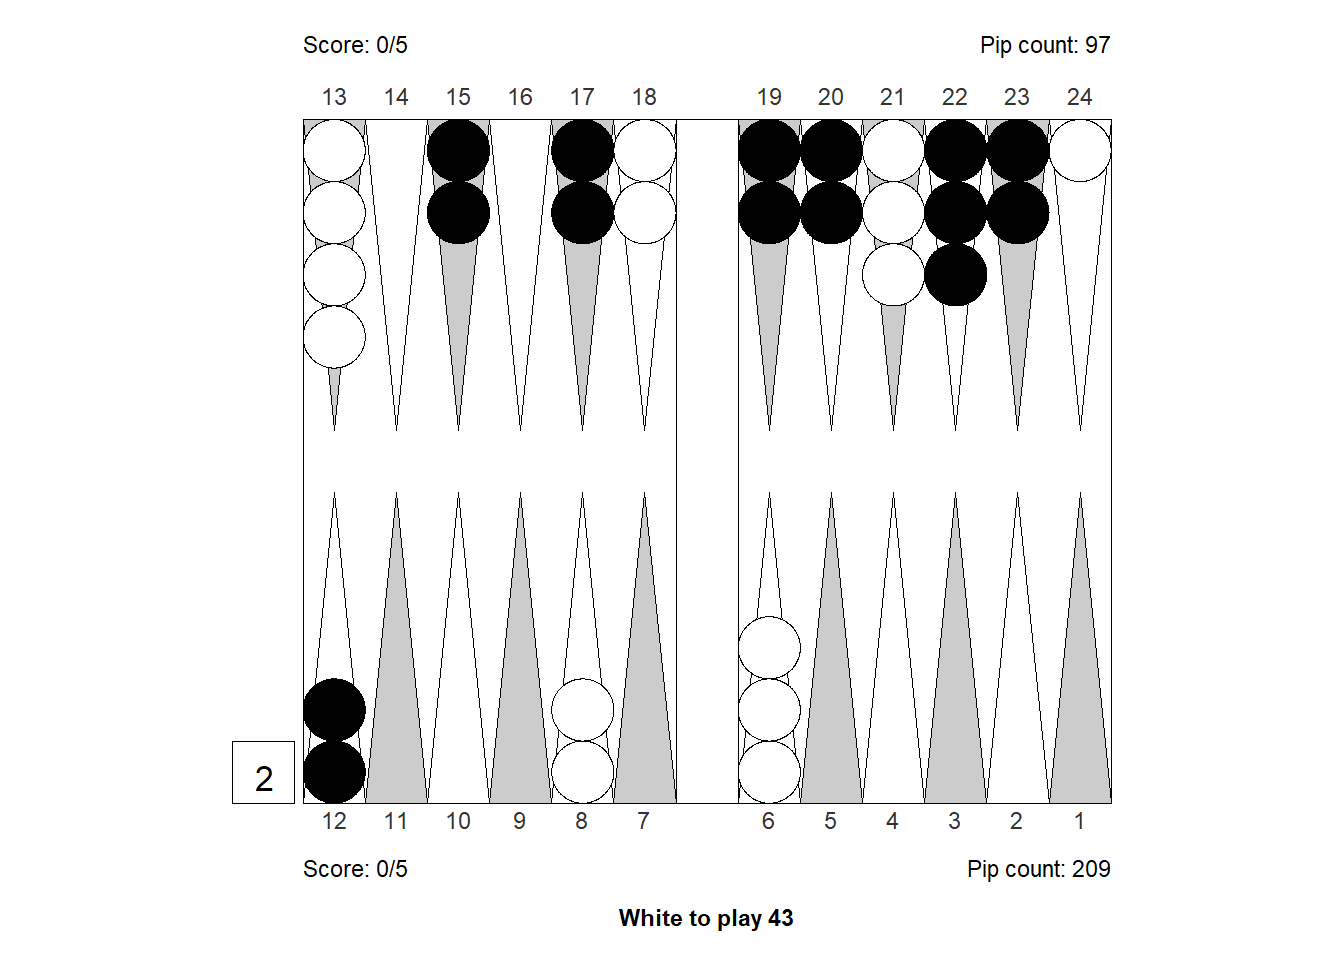 Score: 0/5 Pip count: 97
13 14 15 16 17 18 19 20 21 22 23 24
2
12 11 10 9 8 7 6 5 4 3 2 1
Score: 0/5 Pip count: 209
White to play 43